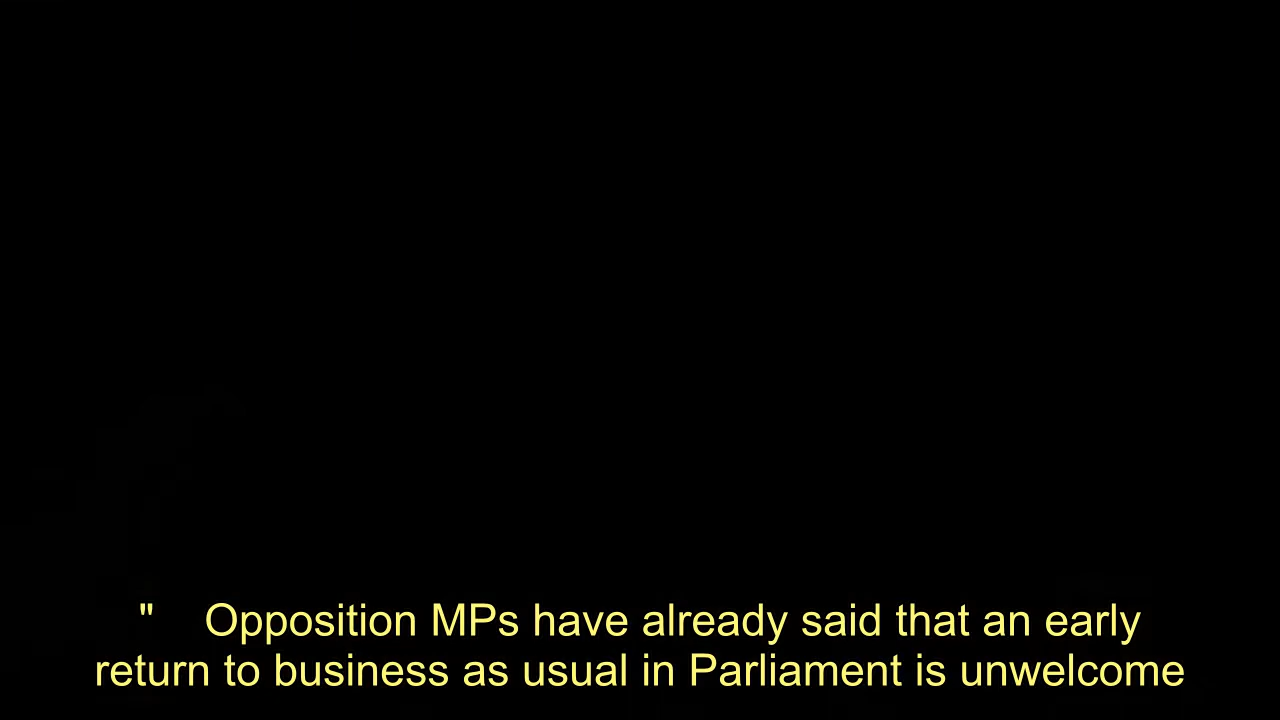 "    Opposition MPs have already said that an early
return to business as usual in Parliament is unwelcome